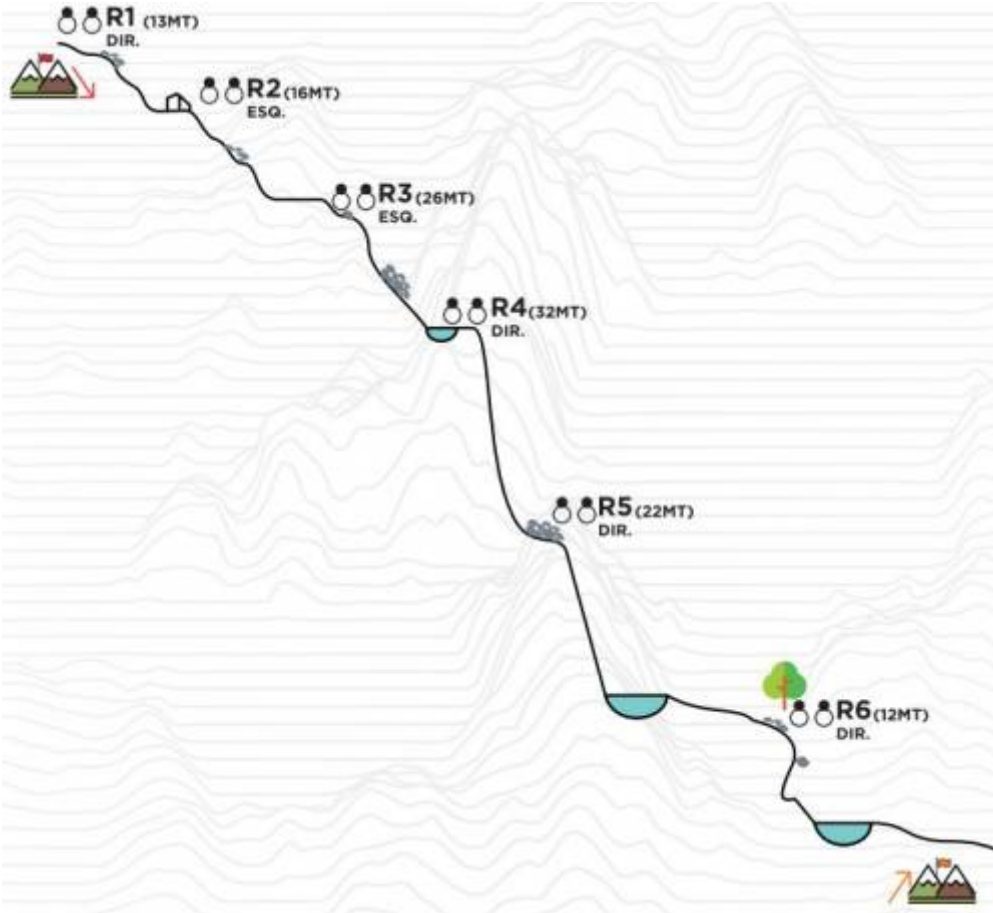 R1 (13MT)
DIR.
R2 (16MT)
ESQ.
R3 (26MT)
ESQ.
R4 (32MT)
DIR.
R5 (22MT)
DIR.
R6 (12MT)
DIR.